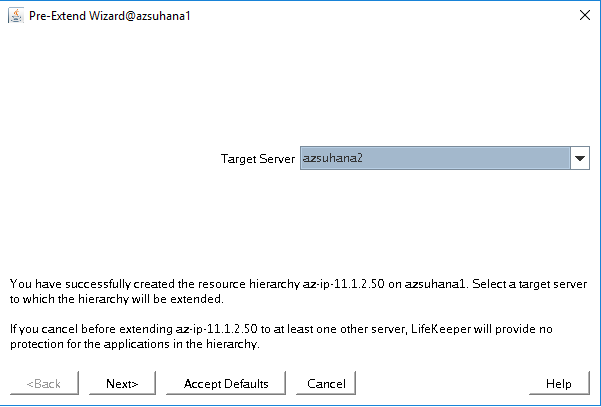 Pre-Extend Wizard@azsuhana1
Target Server azsuhana2
You have successfully created the resource hierarchy az-ip-11.1.2.50 on azsuhana1. Select a target server
to which the hierarchy will be extended.
If you cancel before extending az-ip-11.1.2.50 to at least one other server, LifeKeeper will provide no
protection for the applications in the hierarchy.
<Back Next> Accept Defaults Cancel Help